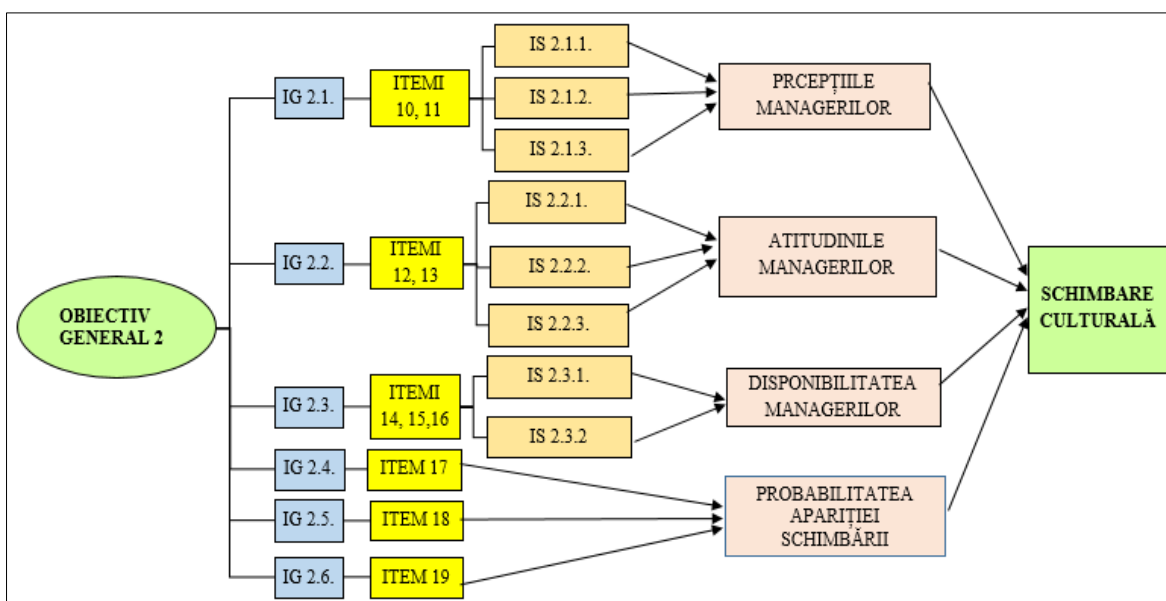 OBIECTIV
GENERAL 2
IG 2.1.
ITEMI
10, 11
IS 2.1.1.
IS 2.1.2.
IS 2.1.3.
PRCEPȚIILE
MANAGERILOR
IG 2.2.
ITEMI
12, 13
IS 2.2.1.
IS 2.2.2.
IS 2.2.3.
ATITUDINILE
MANAGERILOR
IG 2.3.
ITEMI
14, 15,16
IS 2.3.1.
IS 2.3.2
DISPONIBILITATEA
MANAGERILOR
IG 2.4.
ITEM 17
IG 2.5.
ITEM 18
IG 2.6.
ITEM 19
PROBABILITATEA
APARIȚIEI
SCHIMBĂRII
SCHIMBARE
CULTURALĂ